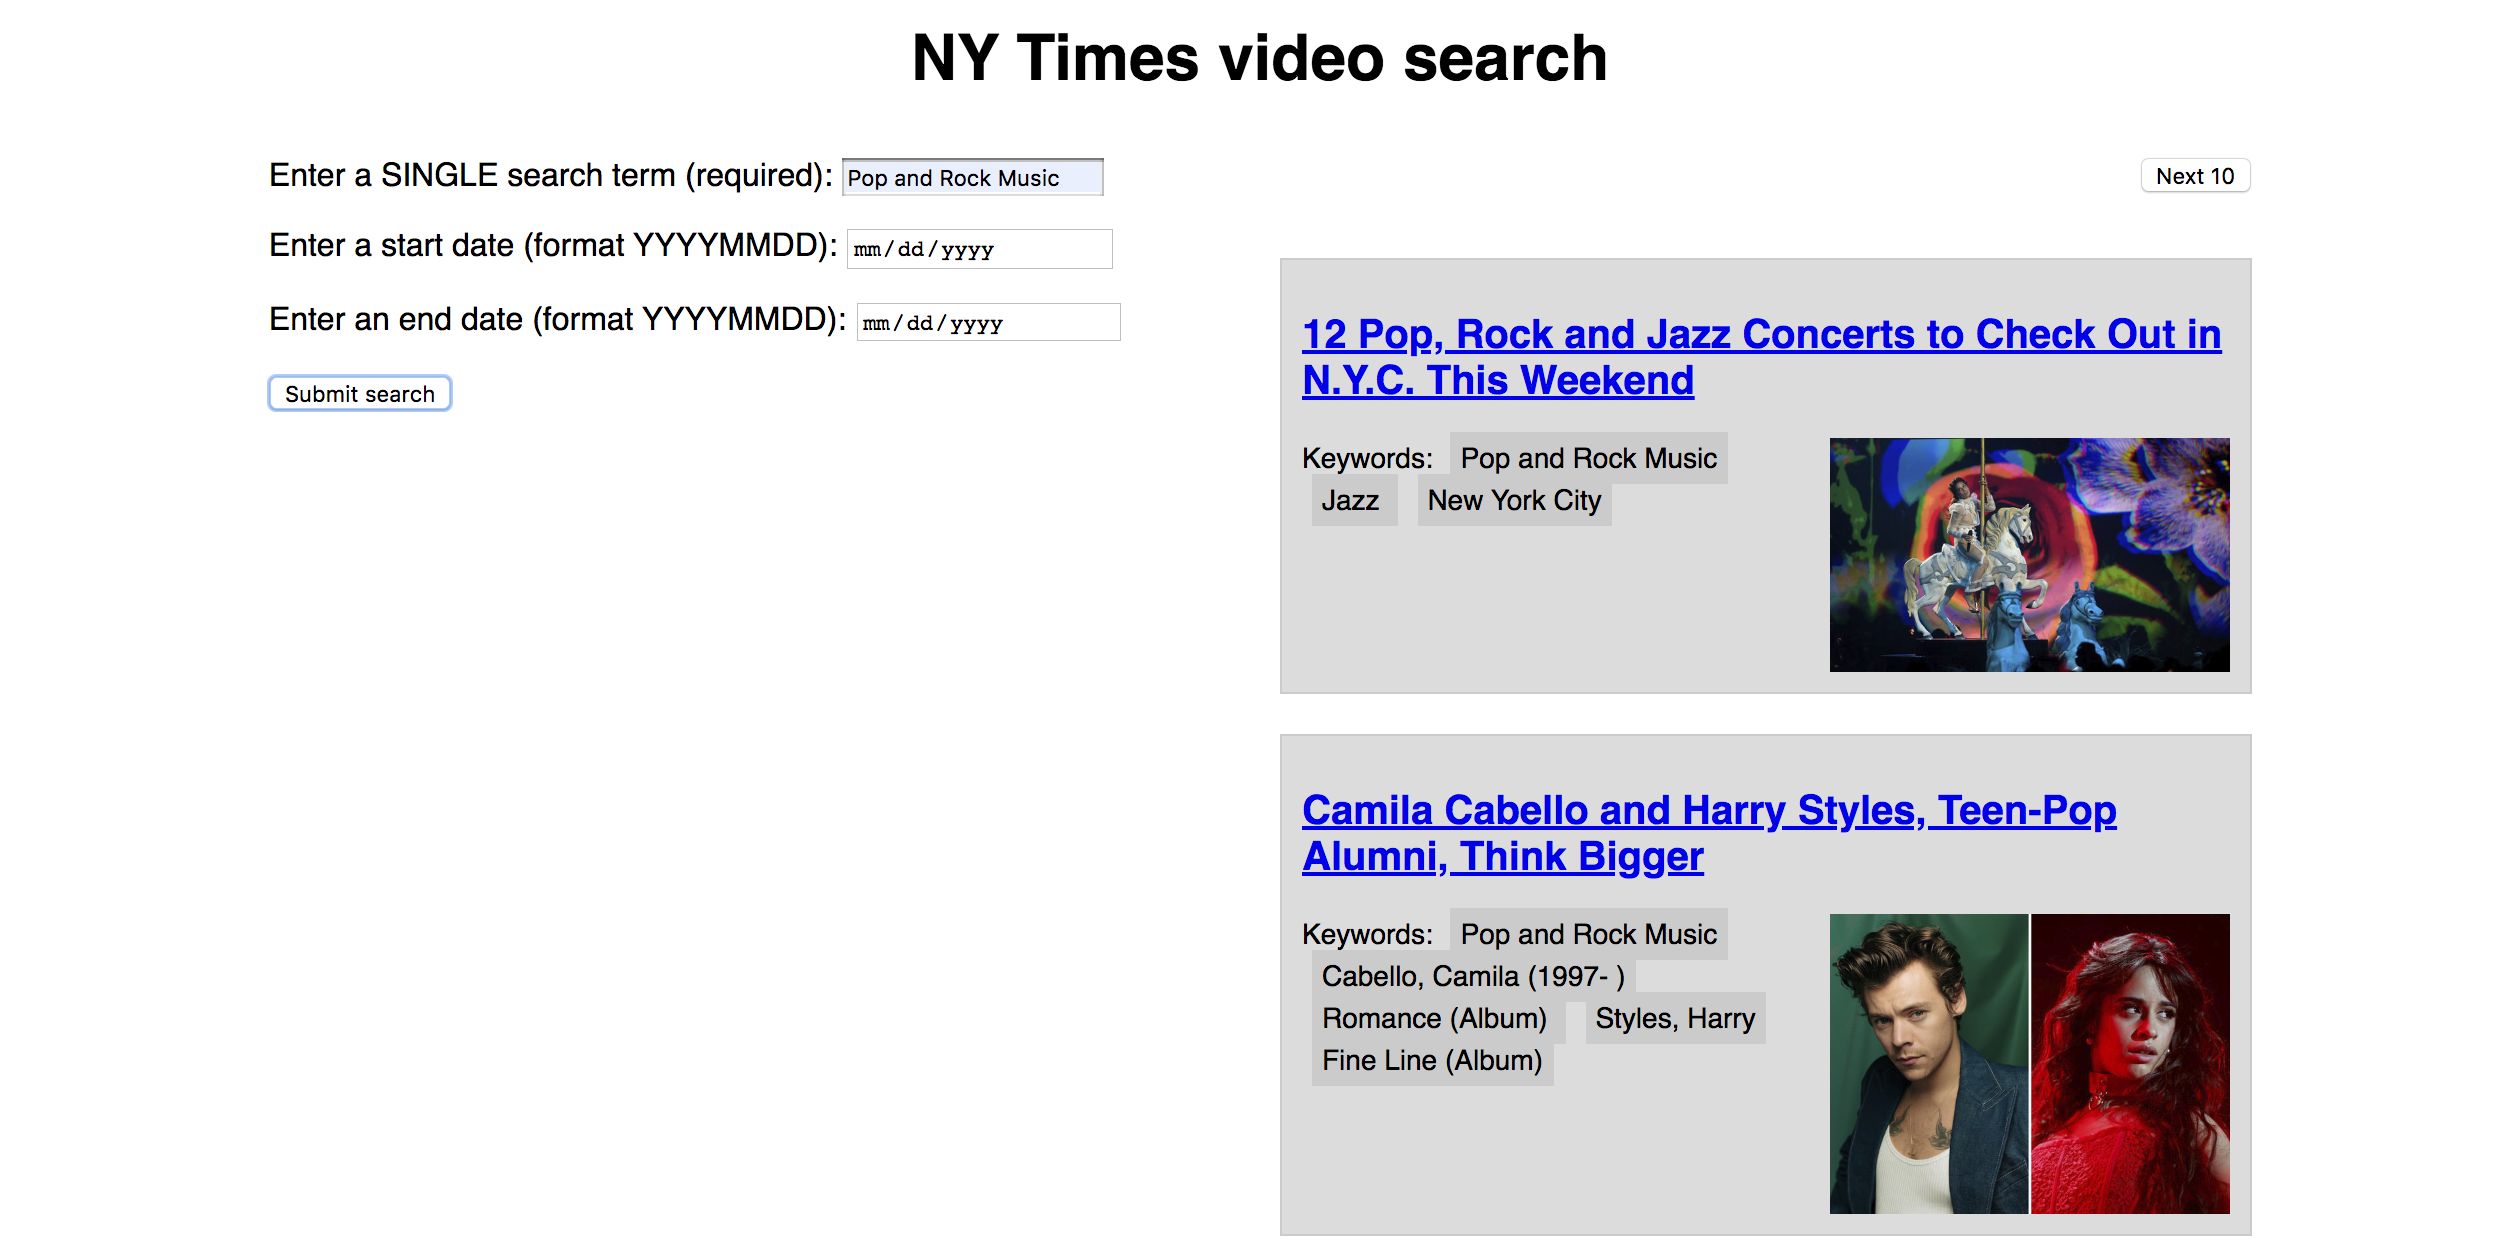 NY Times video search
Enter a SINGLE search term (required): Pop and Rock Music
Enter a start date (format YYYYMMDD): mm/dd/yyyy
Enter an end date (format YYYYMMDD): mm/dd/yyyy
Submit search
Next 10
12 Pop, Rock and Jazz Concerts to Check Out in
N.Y.C. This Weekend
Keywords: Pop and Rock Music
Jazz New York City
Camila Cabello and Harry Styles, Teen-Pop
Alumni, Think Bigger
Keywords: Pop and Rock Music
Cabello, Camila (1997- )
Romance (Album) Styles, Harry
Fine Line (Album)